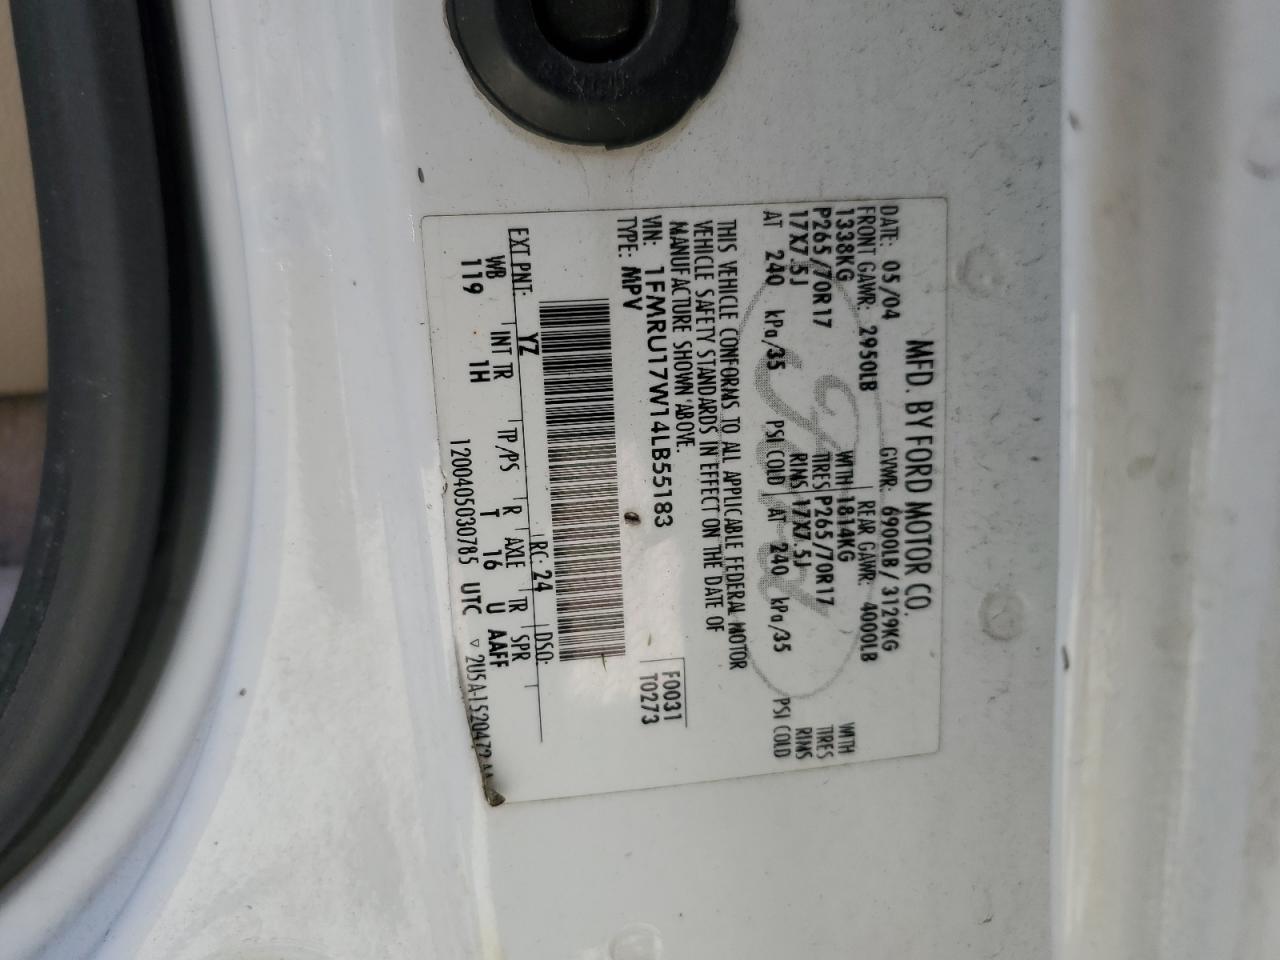 MFD. BY FORD MOTOR CO.
DATE: 05/04 GVWR: 6900LB / 3129KG
FRONT GAWR: 2950LB REAR GAWR: 4000LB
1338KG WITH 1814KG WITH
P265/70R17 TIRES P265/70R17 TIRES
17X7.5J RIMS 17X7.5J RIMS
AT 240 kPa/35 PSI COLD AT 240 kPa/35 PSI COLD
THIS VEHICLE CONFORMS TO ALL APPLICABLE FEDERAL MOTOR
VEHICLE SAFETY STANDARDS IN EFFECT ON THE DATE OF
MANUFACTURE SHOWN ABOVE.
VIN: 1FMRU17W14LB55183 F0031
TYPE: MPV T0273
EXT PNT: YZ RC: 24 DSO:
WB INT TR TP/PS R AXLE TR SPR
119 1H T 16 U AAFF
120040503078​5 UTC ▿ 2U5A-1520472-